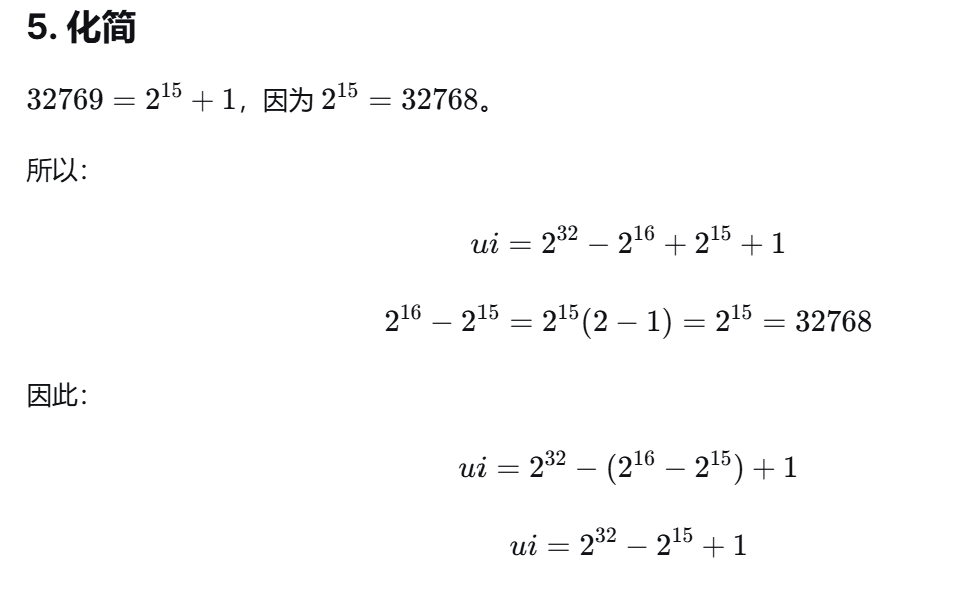 5. 化简
32769 = 2^{15} + 1，因为 2^{15} = 32768。
所以：
ui = 2^{32} − 2^{16} + 2^{15} + 1
2^{16} − 2^{15} = 2^{15}(2 − 1) = 2^{15} = 32768
因此：
ui = 2^{32} − (2^{16} − 2^{15}) + 1
ui = 2^{32} − 2^{15} + 1